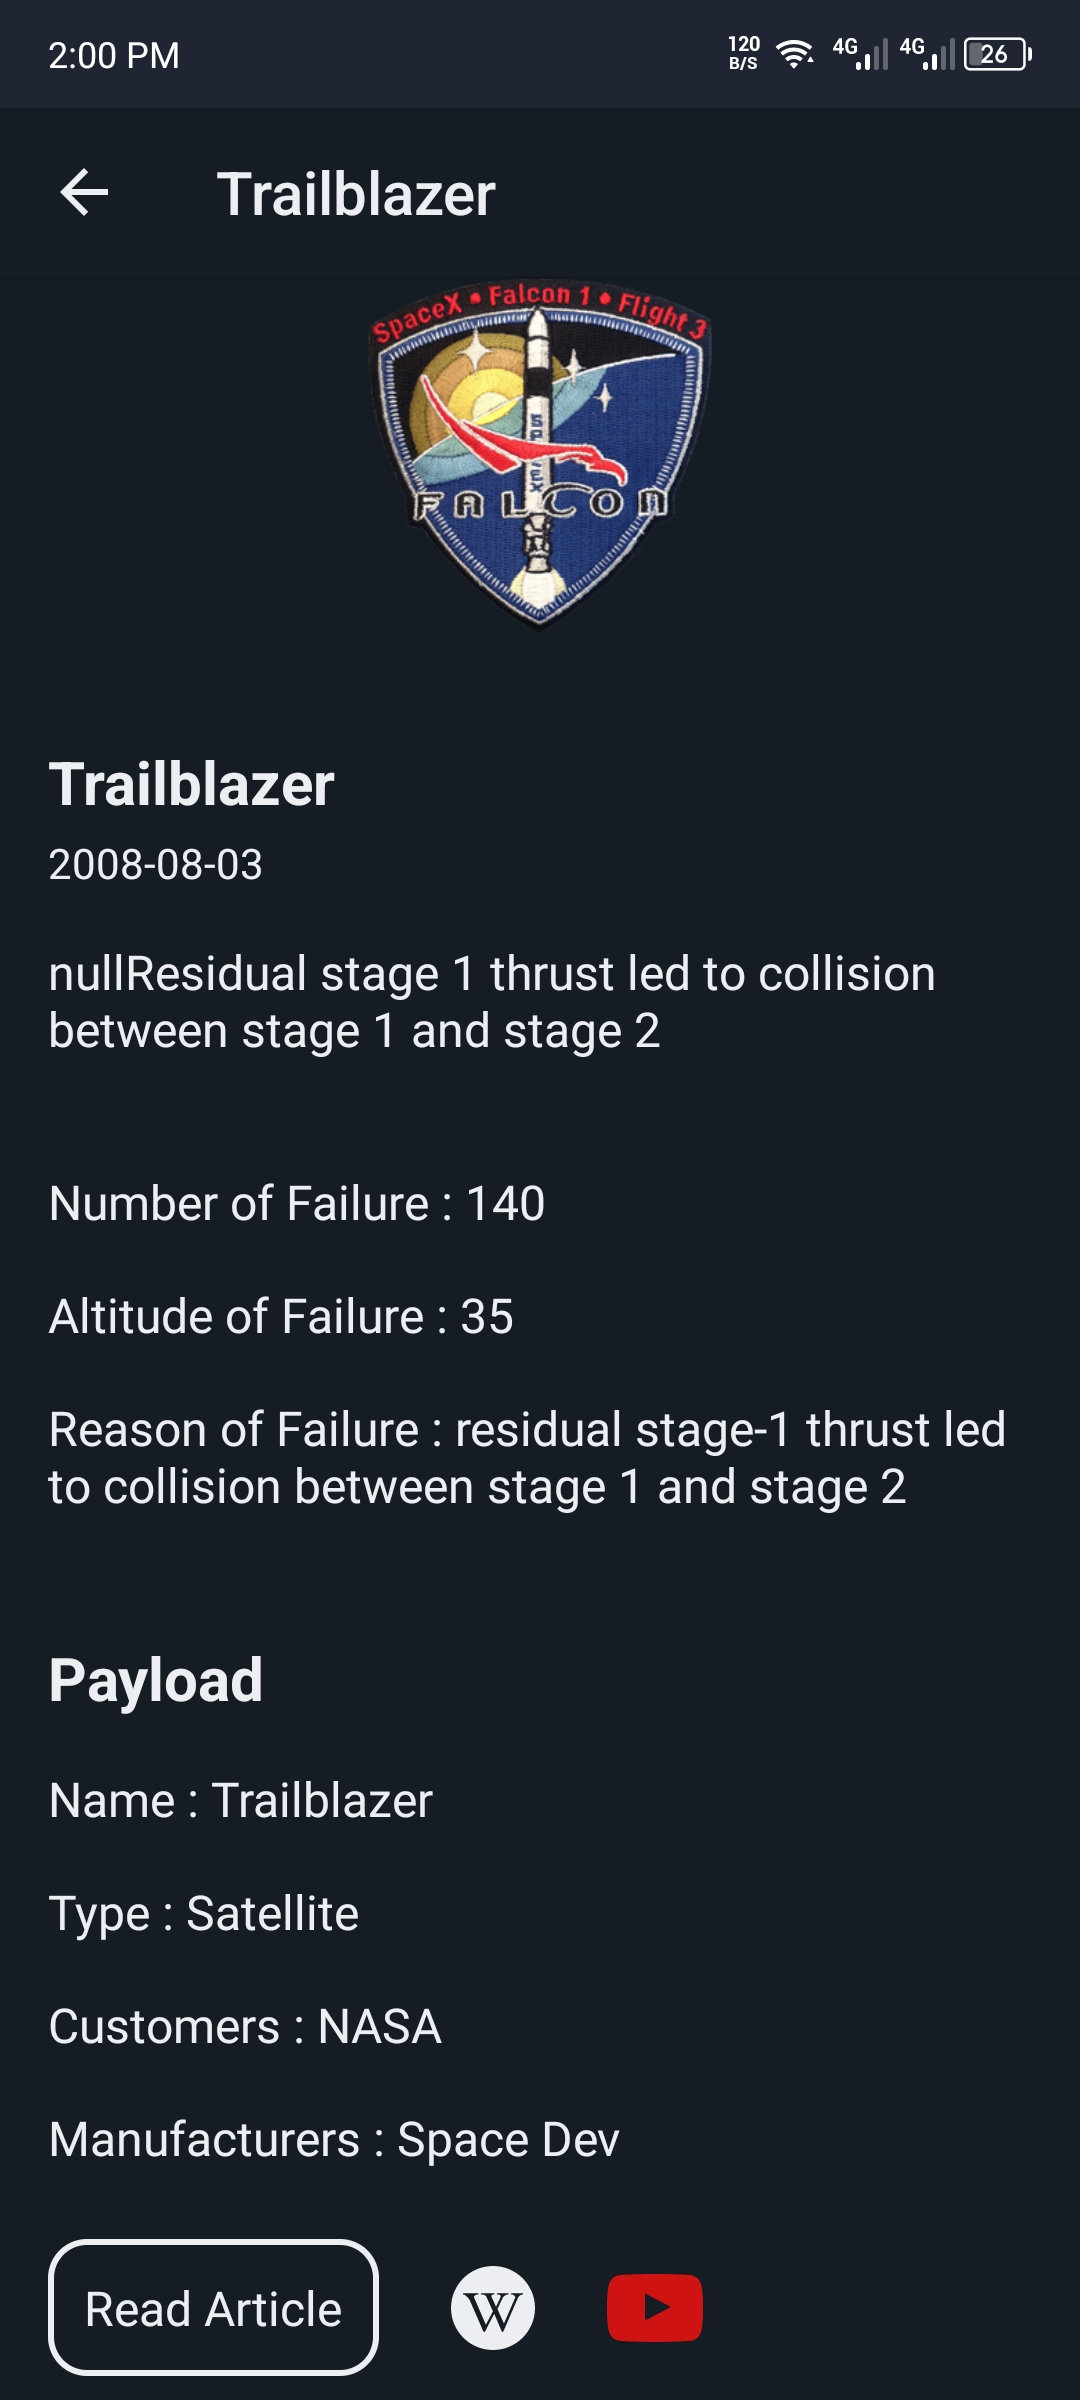 2:00 PM
120
B/S
4G
4G
26
Trailblazer
SpaceX • Falcon 1 • Flight 3
FALCON
Trailblazer
2008-08-03
nullResidual stage 1 thrust led to collision
between stage 1 and stage 2
Number of Failure : 140
Altitude of Failure : 35
Reason of Failure : residual stage-1 thrust led
to collision between stage 1 and stage 2
Payload
Name : Trailblazer
Type : Satellite
Customers : NASA
Manufacturers : Space Dev
Read Article
W